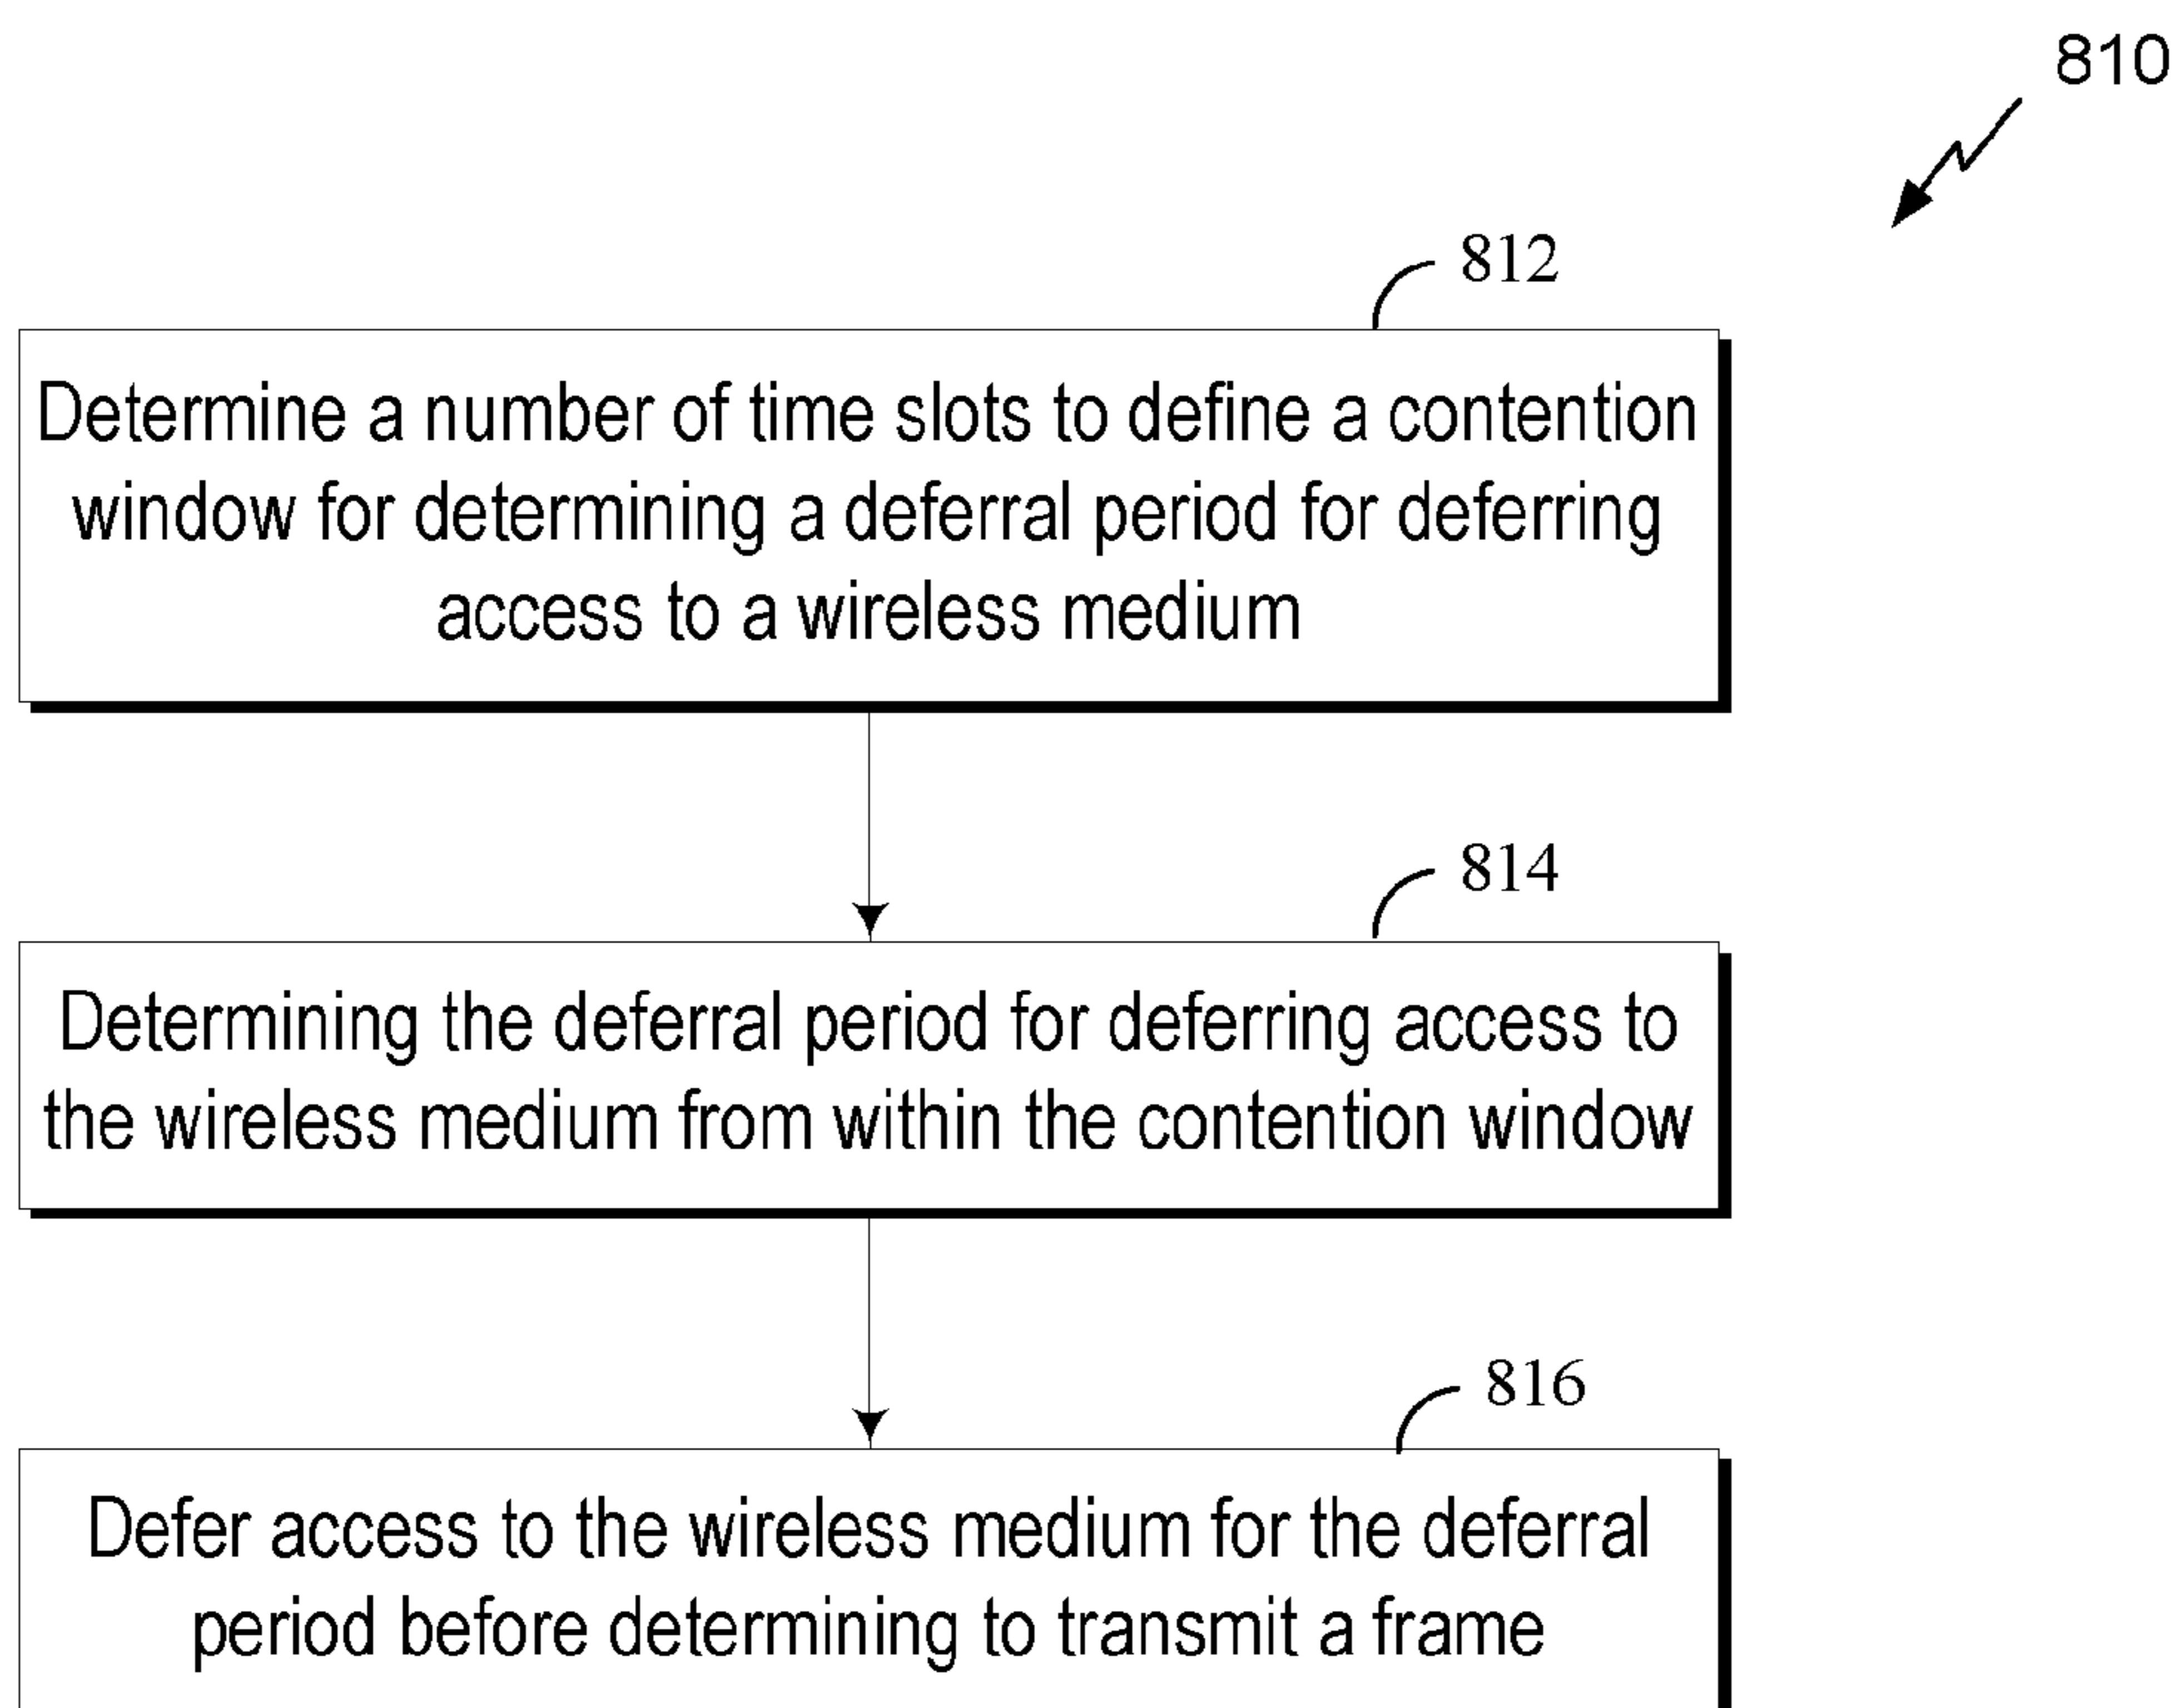 810
812
Determine a number of time slots to define a contention
window for determining a deferral period for deferring
access to a wireless medium
814
Determining the deferral period for deferring access to
the wireless medium from within the contention window
816
Defer access to the wireless medium for the deferral
period before determining to transmit a frame